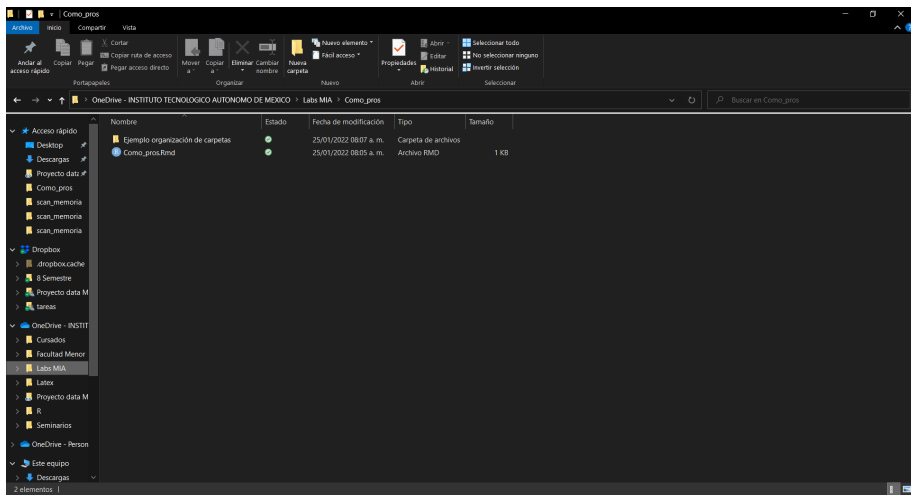 Como_pros
Archivo Inicio Compartir Vista
Andar al acceso rápido
Copiar
Pegar
Cortar
Copiar ruta de acceso
Pegar acceso directo
Portapapeles
Mover a
Copiar a
Eliminar
Cambiar nombre
Organizar
Nueva carpeta
Nuevo elemento
Fácil acceso
Nuevo
Propiedades
Abrir
Editar
Historial
Abrir
Seleccionar todo
No seleccionar ninguno
Invertir selección
Seleccionar
OneDrive - INSTITUTO TECNOLOGICO AUTONOMO DE MEXICO > Labs MIA > Como_pros
Buscar en Como_pros
Nombre Estado Fecha de modificación Tipo Tamaño
Ejemplo organización de carpetas 25/01/2022 08:07 a. m. Carpeta de archivos
Como_pros.Rmd 25/01/2022 08:05 a. m. Archivo RMD 1 KB
Acceso rápido
Desktop
Descargas
Proyecto data
Como_pros
scan_memoria
scan_memoria
scan_memoria
Dropbox
.dropbox.cache
8 Semestre
Proyecto data M
tareas
OneDrive - INSTIT
Cursados
Facultad Menor
Labs MIA
Latex
Proyecto data M
R
Seminarios
OneDrive - Person
Este equipo
Descargas
2 elementos